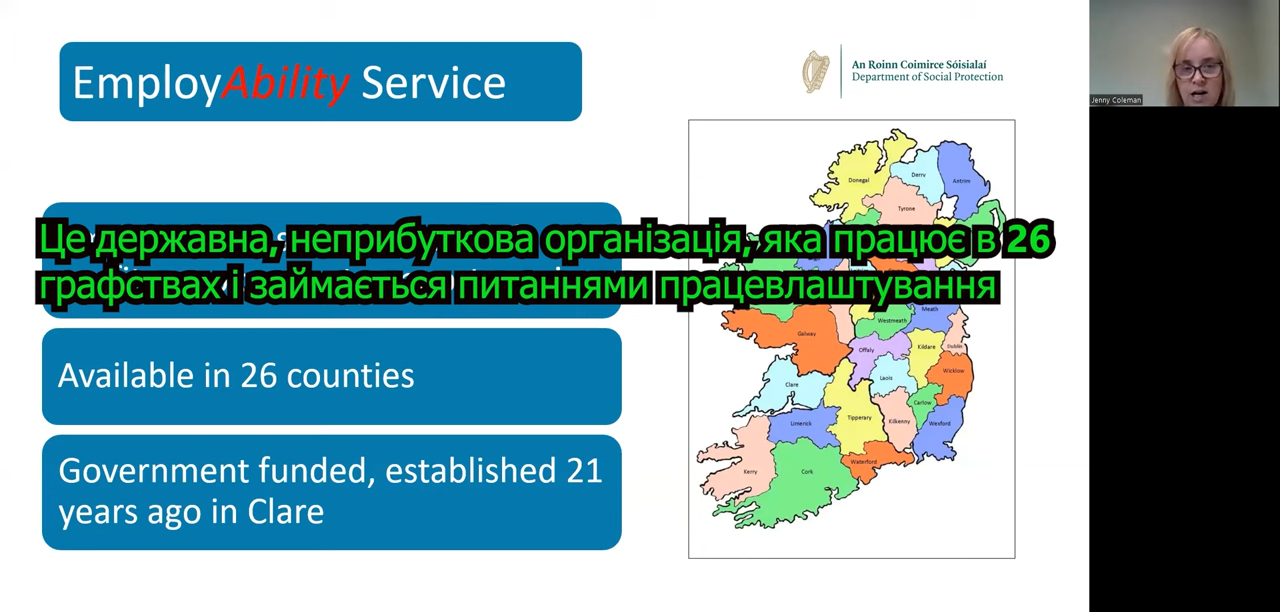 EmployAbility Service
An Roinn Coimirce Sóisialaí
Department of Social Protection
Jenny Coleman
Це державна, неприбуткова організація, яка працює в 26
графствах і займається питаннями працевлаштування
Available in 26 counties
Government funded, established 21
years ago in Clare
Donegal
Derry
Antrim
Tyrone
Meath
Westmeath
Galway
Offaly
Kildare
Dublin
Wicklow
Laois
Clare
Carlow
Tipperary
Kilkenny
Wexford
Limerick
Waterford
Kerry
Cork